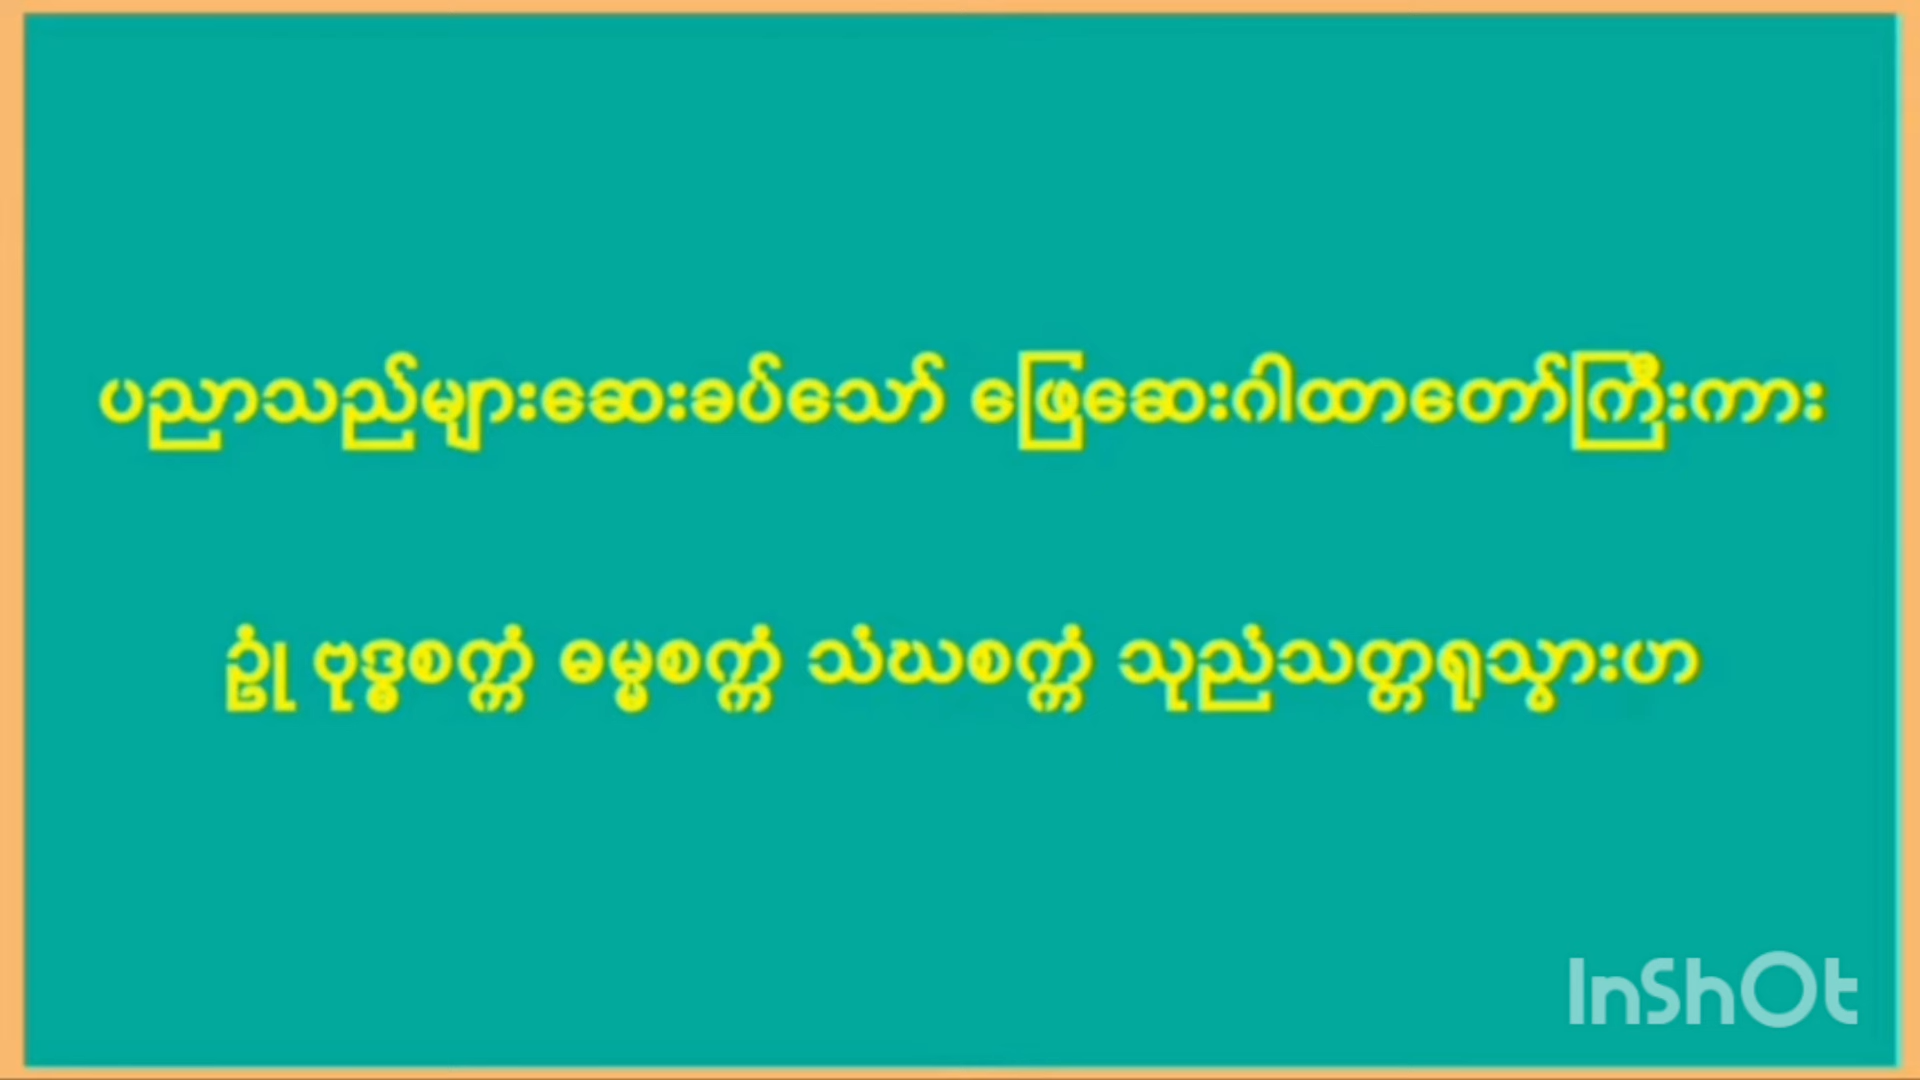 ပညာသည်များဆေးခပ်သော် ဖြေဆေးဂါထာတော်ကြီးကား
ဥုံ ဗုဒ္ဓစက္ကံ ဓမ္မစက္ကံ သံဃစက္ကံ သုညံသတ္တရုသွားဟ
InShOt